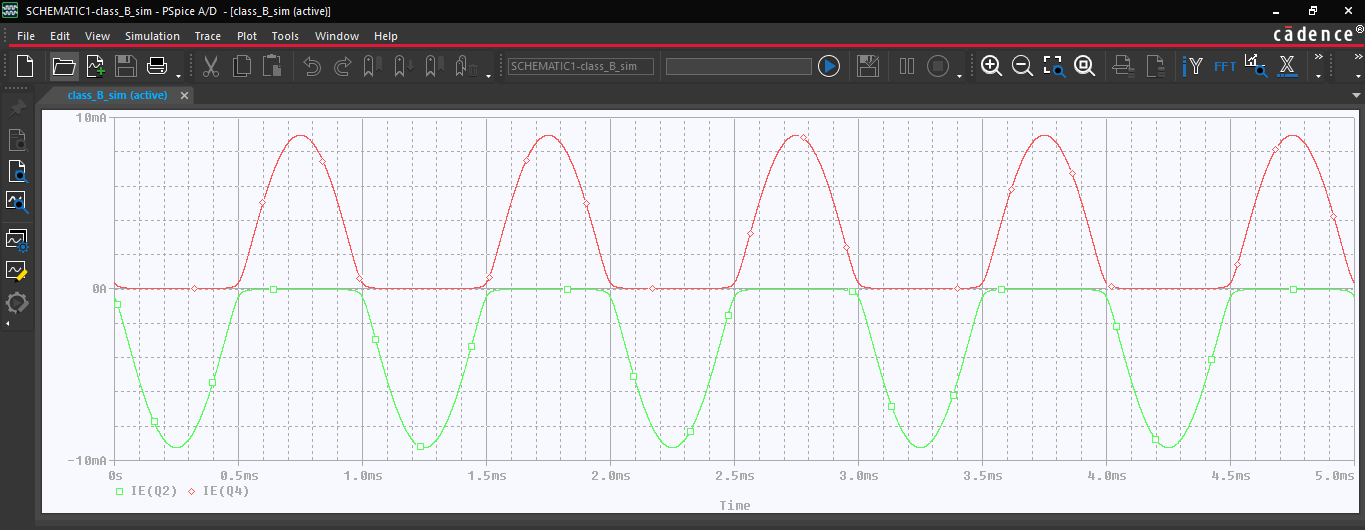 SCHEMATIC1-class_B_sim - PSpice A/D - [class_B_sim (active)]
File Edit View Simulation Trace Plot Tools Window Help
cādence®
SCHEMATIC1-class_B_sim
FFT
class_B_sim (active)
10mA
0A
-10mA
0s 0.5ms 1.0ms 1.5ms 2.0ms 2.5ms 3.0ms 3.5ms 4.0ms 4.5ms 5.0ms
IE(Q2) IE(Q4)
Time